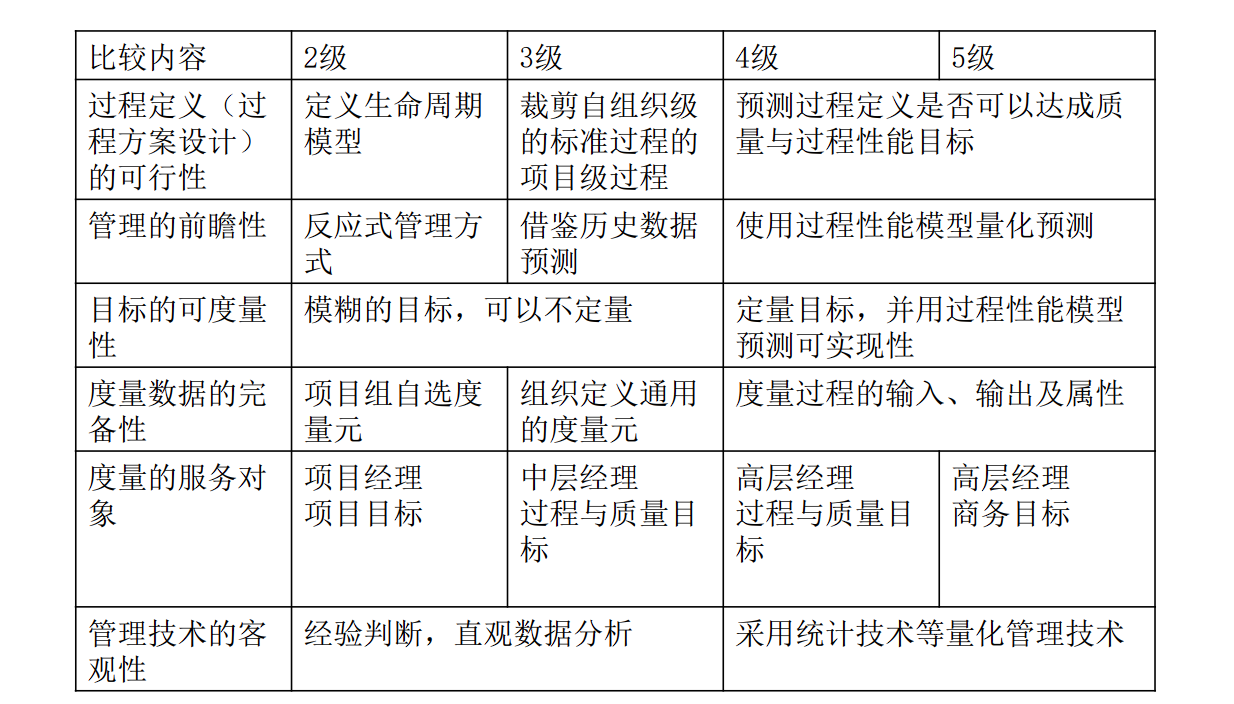 比较内容
2级
3级
4级
5级
过程定义（过
程方案设计）
的可行性
定义生命周期
模型
裁剪自组织级
的标准过程的
项目级过程
预测过程定义是否可以达成质
量与过程性能目标
管理的前瞻性
反应式管理方
式
借鉴历史数据
预测
使用过程性能模型量化预测
目标的可度量
性
模糊的目标，可以不定量
定量目标，并用过程性能模型
预测可实现性
度量数据的完
备性
项目组自选度
量元
组织定义通用
的度量元
度量过程的输入、输出及属性
度量的服务对
象
项目经理
项目目标
中层经理
过程与质量目
标
高层经理
过程与质量目
标
高层经理
商务目标
管理技术的客
观性
经验判断，直观数据分析
采用统计技术等量化管理技术